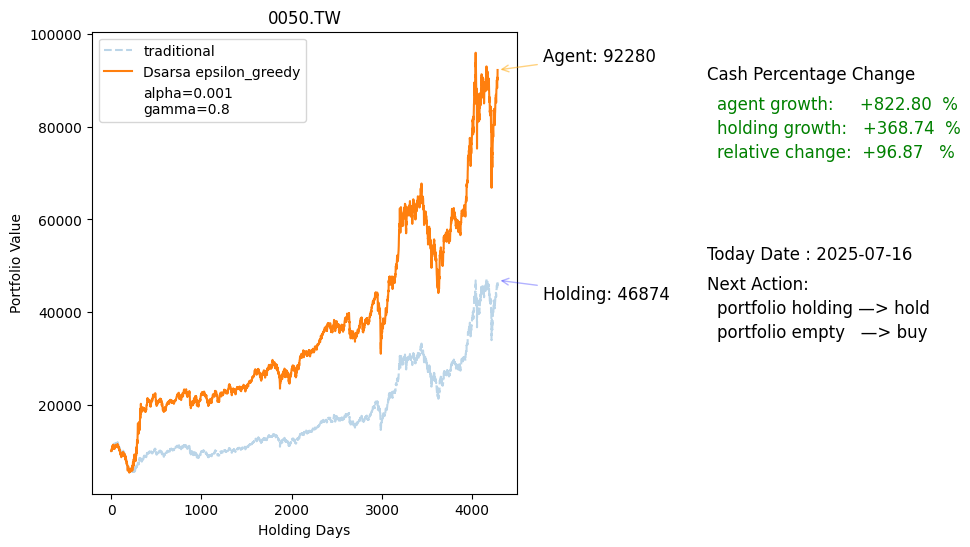 0050.TW
traditional
Dsarsa epsilon_greedy
alpha=0.001
gamma=0.8
Portfolio Value
100000
80000
60000
40000
20000
0
1000
2000
3000
4000
Holding Days
Agent: 92280
Holding: 46874
Cash Percentage Change
agent growth: +822.80 %
holding growth: +368.74 %
relative change: +96.87 %
Today Date : 2025-07-16
Next Action:
portfolio holding —> hold
portfolio empty —> buy